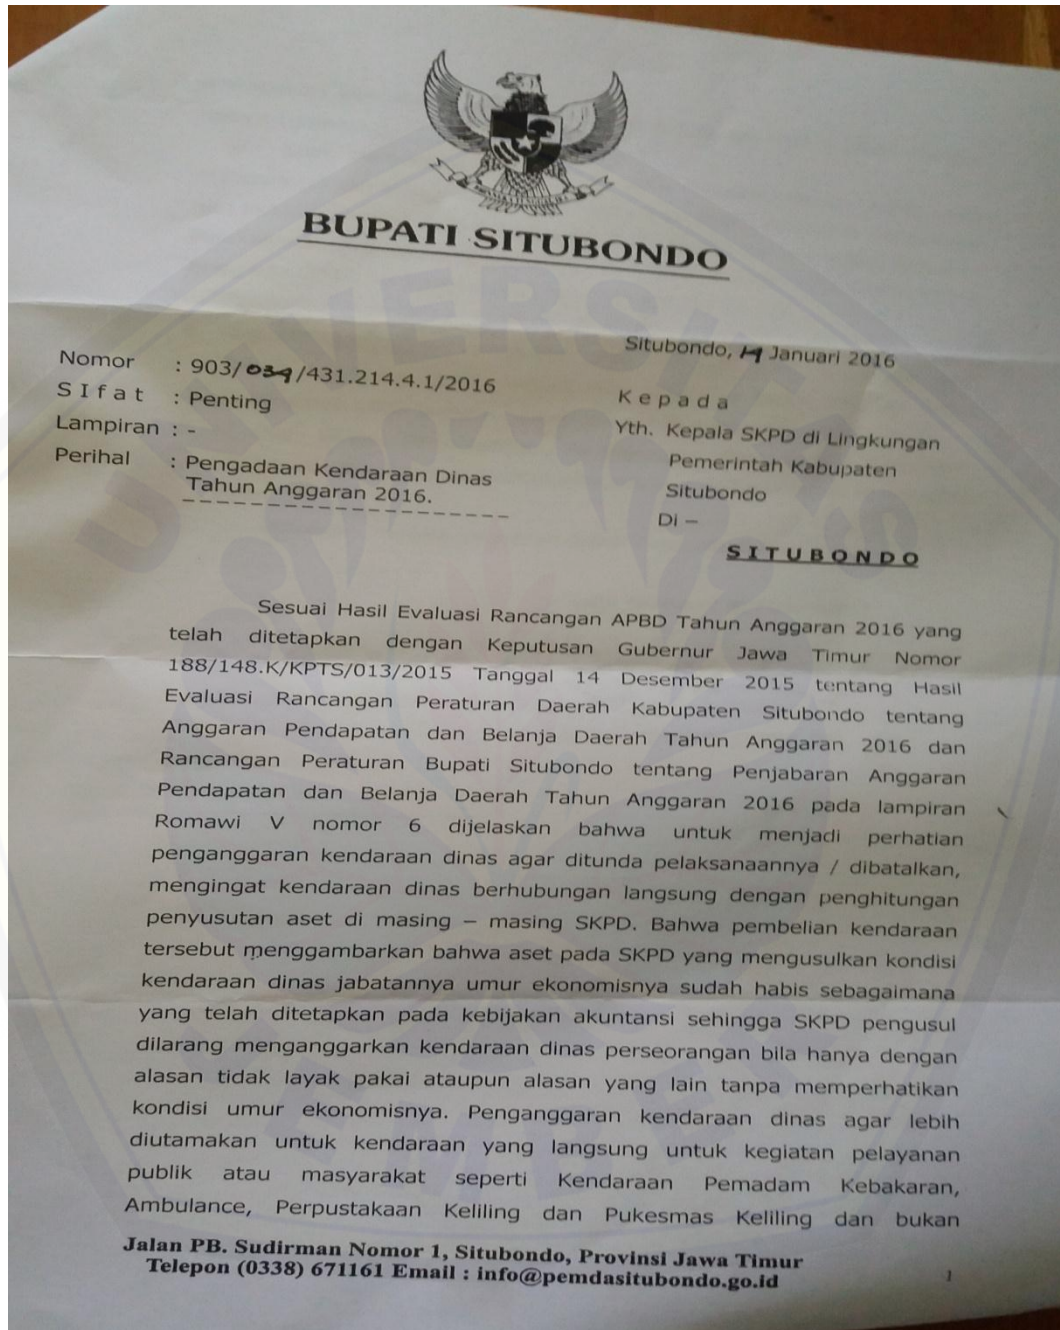 BUPATI SITUBONDO
Situbondo, 19 Januari 2016
Nomor : 903/039/431.214.4.1/2016
SIfat : Penting
Lampiran : -
Perihal : Pengadaan Kendaraan Dinas
Tahun Anggaran 2016.
Kepada
Yth. Kepala SKPD di Lingkungan
Pemerintah Kabupaten
Situbondo
Di –
SITUBONDO
Sesuai Hasil Evaluasi Rancangan APBD Tahun Anggaran 2016 yang
telah ditetapkan dengan Keputusan Gubernur Jawa Timur Nomor
188/148.K/KPTS/013/2015 Tanggal 14 Desember 2015 tentang Hasil
Evaluasi Rancangan Peraturan Daerah Kabupaten Situbondo tentang
Anggaran Pendapatan dan Belanja Daerah Tahun Anggaran 2016 dan
Rancangan Peraturan Bupati Situbondo tentang Penjabaran Anggaran
Pendapatan dan Belanja Daerah Tahun Anggaran 2016 pada lampiran
Romawi V nomor 6 dijelaskan bahwa untuk menjadi perhatian
penganggaran kendaraan dinas agar ditunda pelaksanaannya / dibatalkan,
mengingat kendaraan dinas berhubungan langsung dengan penghitungan
penyusutan aset di masing – masing SKPD. Bahwa pembelian kendaraan
tersebut menggambarkan bahwa aset pada SKPD yang mengusulkan kondisi
kendaraan dinas jabatannya umur ekonomisnya sudah habis sebagaimana
yang telah ditetapkan pada kebijakan akuntansi sehingga SKPD pengusul
dilarang menganggarkan kendaraan dinas perseorangan bila hanya dengan
alasan tidak layak pakai ataupun alasan yang lain tanpa memperhatikan
kondisi umur ekonomisnya. Penganggaran kendaraan dinas agar lebih
diutamakan untuk kendaraan yang langsung untuk kegiatan pelayanan
publik atau masyarakat seperti Kendaraan Pemadam Kebakaran,
Ambulance, Perpustakaan Keliling dan Pukesmas Keliling dan bukan
Jalan PB. Sudirman Nomor 1, Situbondo, Provinsi Jawa Timur
Telepon (0338) 671161 Email : info@pemdasitubondo.go.id
1
UNIVERSITAS